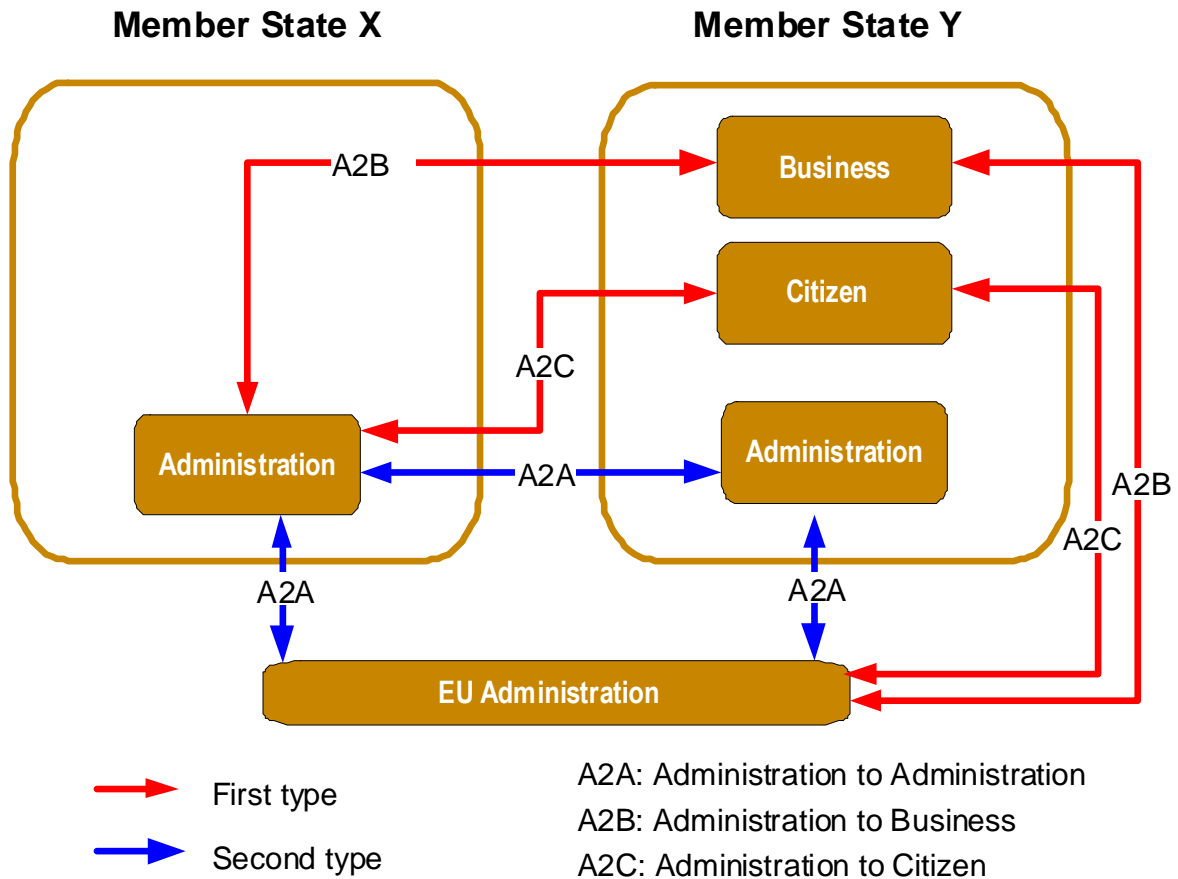 Member State X
Member State Y
A2B
Business
Citizen
A2C
Administration
Administration
A2A
A2B
A2C
A2A
A2A
EU Administration
First type
Second type
A2A: Administration to Administration
A2B: Administration to Business
A2C: Administration to Citizen